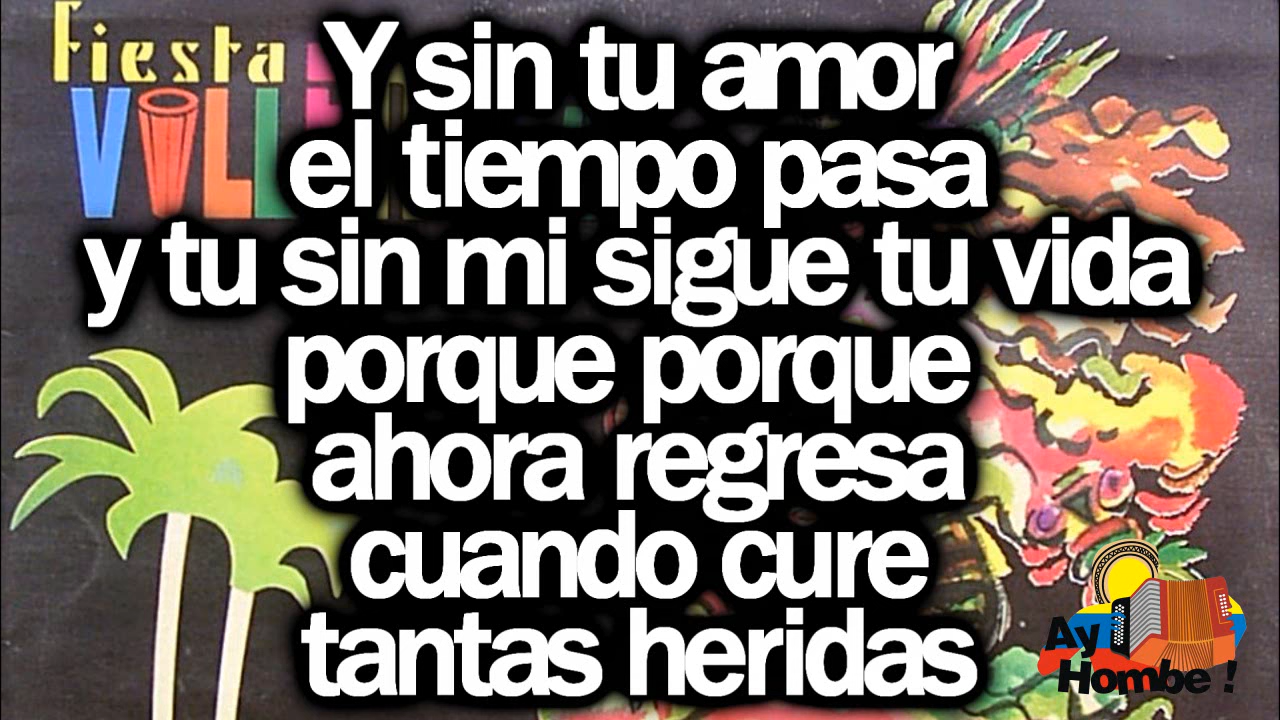 Fiesta
Y sin tu amor
el tiempo pasa
y tu sin mi sigue tu vida
porque porque
ahora regresa
cuando cure
tantas heridas
Ay
Hombe !